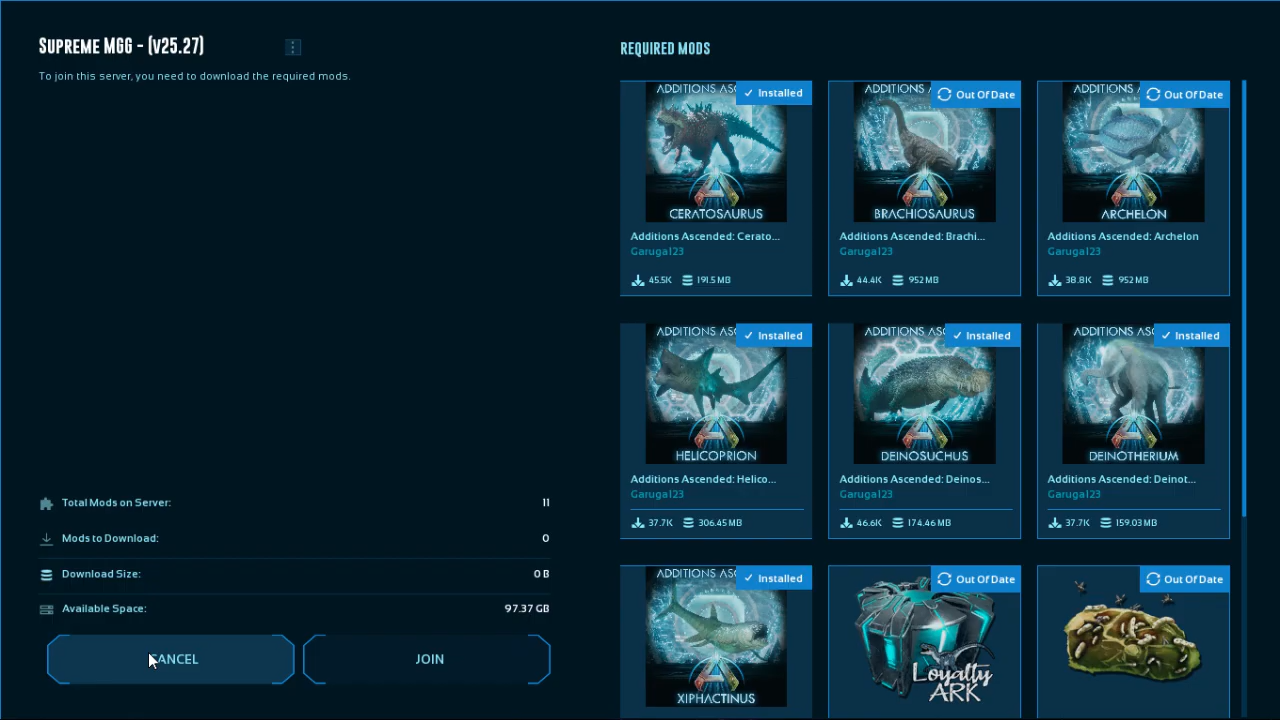 SUPREME MGG - (V25.27)
To join this server, you need to download the required mods.
Total Mods on Server: 11
Mods to Download: 0
Download Size: 0 B
Available Space: 97.37 GB
CANCEL
JOIN
REQUIRED MODS
ADDITIONS ASC
Installed
CERATOSAURUS
Additions Ascended: Cerato...
Garuga123
45.5K 191.5 MB
ADDITIONS
Out Of Date
BRACHIOSAURUS
Additions Ascended: Brachi...
Garuga123
44.4K 952 MB
ADDITIONS
Out Of Date
ARCHELON
Additions Ascended: Archelon
Garuga123
38.8K 952 MB
ADDITIONS ASC
Installed
HELICOPRION
Additions Ascended: Helico...
Garuga123
37.7K 306.45 MB
ADDITIONS ASC
Installed
DEINOSUCHUS
Additions Ascended: Deinos...
Garuga123
46.6K 174.46 MB
ADDITIONS ASC
Installed
DEINOTHERIUM
Additions Ascended: Deinot...
Garuga123
37.7K 159.03 MB
ADDITIONS ASC
Installed
XIPHACTINUS
Out Of Date
Loyalty
ARK
Out Of Date